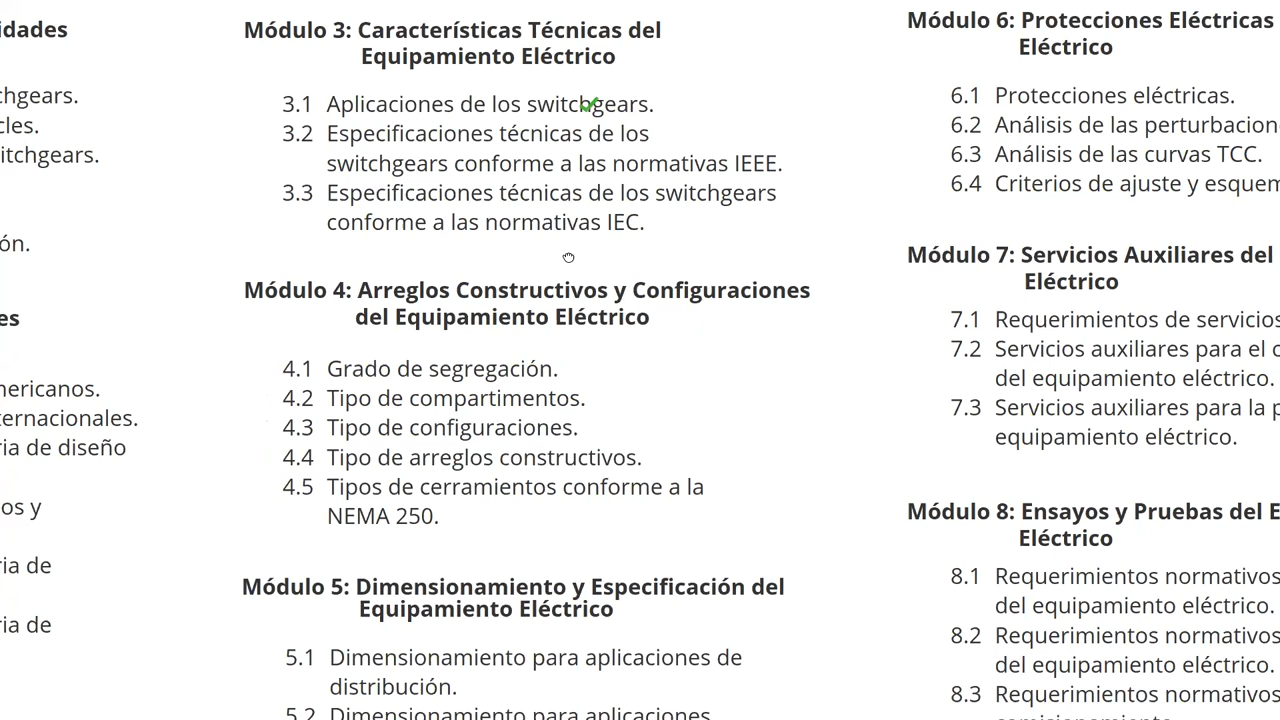 idades
chgears.
cles.
itchgears.
ón.
es
ericanos.
ernacionales.
ria de diseño
os y
ria de
ria de
Módulo 3: Características Técnicas del
Equipamiento Eléctrico
3.1 Aplicaciones de los switchgears.
3.2 Especificaciones técnicas de los
switchgears conforme a las normativas IEEE.
3.3 Especificaciones técnicas de los switchgears
conforme a las normativas IEC.
Módulo 4: Arreglos Constructivos y Configuraciones
del Equipamiento Eléctrico
4.1 Grado de segregación.
4.2 Tipo de compartimentos.
4.3 Tipo de configuraciones.
4.4 Tipo de arreglos constructivos.
4.5 Tipos de cerramientos conforme a la
NEMA 250.
Módulo 5: Dimensionamiento y Especificación del
Equipamiento Eléctrico
5.1 Dimensionamiento para aplicaciones de
distribución.
5.2 Dimensionamiento para aplicaciones
Módulo 6: Protecciones Eléctricas
Eléctrico
6.1 Protecciones eléctricas.
6.2 Análisis de las perturbacion
6.3 Análisis de las curvas TCC.
6.4 Criterios de ajuste y esquem
Módulo 7: Servicios Auxiliares del
Eléctrico
7.1 Requerimientos de servicios
7.2 Servicios auxiliares para el c
del equipamiento eléctrico.
7.3 Servicios auxiliares para la p
equipamiento eléctrico.
Módulo 8: Ensayos y Pruebas del E
Eléctrico
8.1 Requerimientos normativos
del equipamiento eléctrico.
8.2 Requerimientos normativos
del equipamiento eléctrico.
8.3 Requerimientos normativos